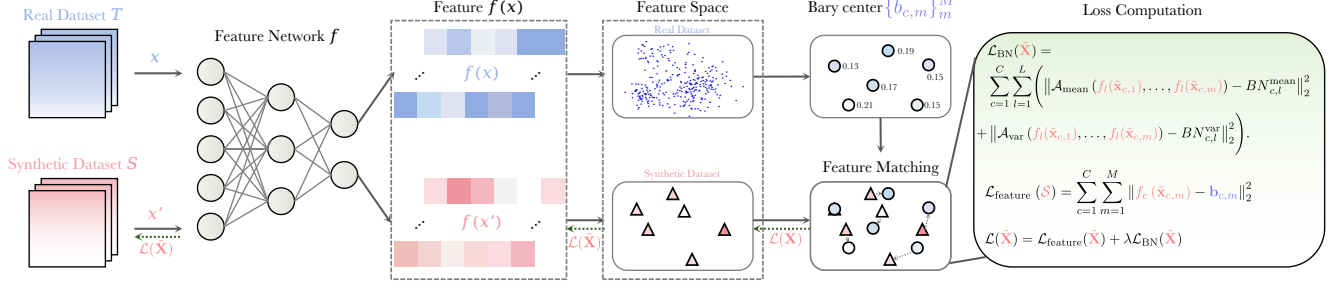 Real Dataset T
x
Synthetic Dataset S
x'
ℒ(X̃)
Feature Network f
Feature f(x)
f(x)
f(x')
ℒ(X̃)
Feature Space
Real Dataset
Synthetic Dataset
ℒ(X̃)
Bary center {b_{c,m}}_m^M
0.19
0.13
0.15
0.17
0.21
0.15
Feature Matching
Loss Computation
ℒ_BN(X̃) =
∑_{c=1}^{C} ∑_{l=1}^{L} ( ‖𝒜_mean (f_l(x̃_{c,1}), . . . , f_l(x̃_{c,m})) − BN_{c,l}^{mean}‖_2^2
+ ‖𝒜_var (f_l(x̃_{c,1}), . . . , f_l(x̃_{c,m})) − BN_{c,l}^{var}‖_2^2 ).
ℒ_feature (𝒮) = ∑_{c=1}^{C} ∑_{m=1}^{M} ‖f_e (x̃_{c,m}) − b_{c,m}‖_2^2
ℒ(X̃) = ℒ_feature(X̃) + λℒ_BN(X̃)